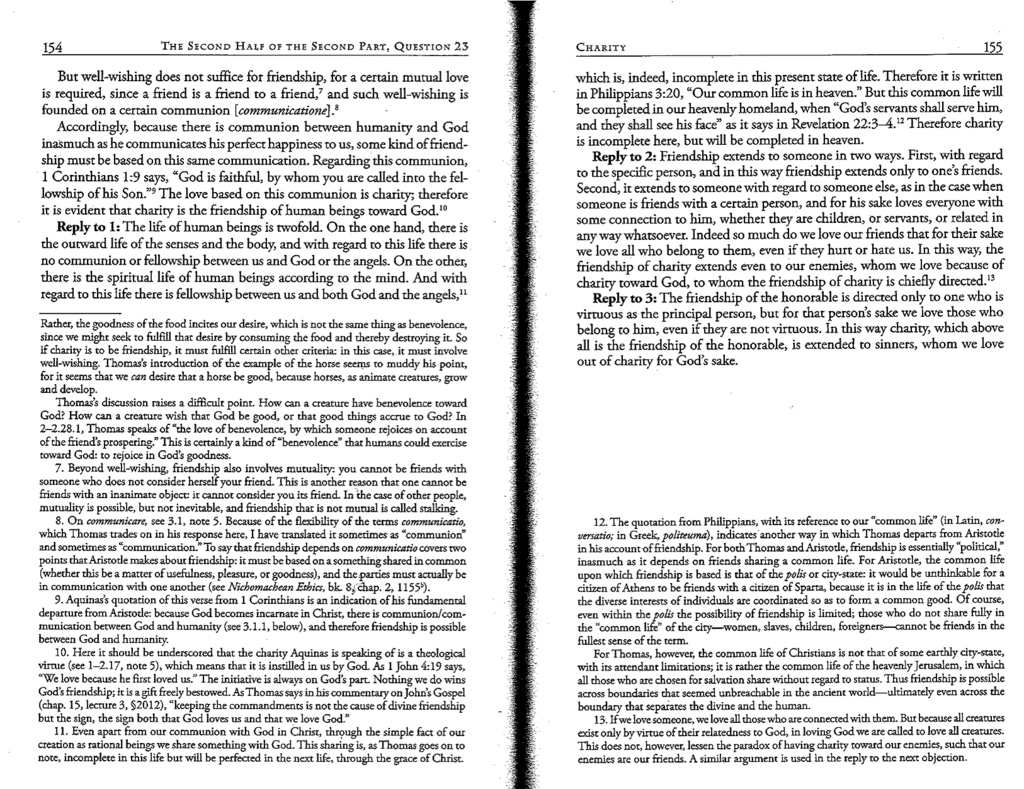 154 THE SECOND HALF OF THE SECOND PART, QUESTION 23
But well-wishing does not suffice for friendship, for a certain mutual love
is required, since a friend is a friend to a friend,7 and such well-wishing is
founded on a certain communion [communicatione].8
Accordingly, because there is communion between humanity and God
inasmuch as he communicates his perfect happiness to us, some kind of friend-
ship must be based on this same communication. Regarding this communion,
1 Corinthians 1:9 says, “God is faithful, by whom you are called into the fel-
lowship of his Son.”9 The love based on this communion is charity; therefore
it is evident that charity is the friendship of human beings toward God.10
Reply to 1: The life of human beings is twofold. On the one hand, there is
the outward life of the senses and the body, and with regard to this life there is
no communion or fellowship between us and God or the angels. On the other,
there is the spiritual life of human beings according to the mind. And with
regard to this life there is fellowship between us and both God and the angels,11
Rather, the goodness of the food incites our desire, which is not the same thing as benevolence,
since we might seek to fulfill that desire by consuming the food and thereby destroying it. So
if charity is to be friendship, it must fulfill certain other criteria: in this case, it must involve
well-wishing. Thomas’s introduction of the example of the horse seems to muddy his point,
for it seems that we can desire that a horse be good, because horses, as animate creatures, grow
and develop.
Thomas’s discussion raises a difficult point. How can a creature have benevolence toward
God? How can a creature wish that God be good, or that good things accrue to God? In
2–2.28.1, Thomas speaks of “the love of benevolence, by which someone rejoices on account
of the friend’s prospering.” This is certainly a kind of “benevolence” that humans could exercise
toward God: to rejoice in God’s goodness.
7. Beyond well-wishing, friendship also involves mutuality: you cannot be friends with
someone who does not consider herself your friend. This is another reason that one cannot be
friends with an inanimate object: it cannot consider you its friend. In the case of other people,
mutuality is possible, but not inevitable, and friendship that is not mutual is called stalking.
8. On communicare, see 3.1, note 5. Because of the flexibility of the terms communicatio,
which Thomas trades on in his response here, I have translated it sometimes as “communion”
and sometimes as “communication.” To say that friendship depends on communicatio covers two
points that Aristotle makes about friendship: it must be based on a something shared in common
(whether this be a matter of usefulness, pleasure, or goodness), and the parties must actually be
in communication with one another (see Nichomachean Ethics, bk. 8, chap. 2, 1155b).
9. Aquinas’s quotation of this verse from 1 Corinthians is an indication of his fundamental
departure from Aristotle: because God becomes incarnate in Christ, there is communion/com-
munication between God and humanity (see 3.1.1, below), and therefore friendship is possible
between God and humanity.
10. Here it should be underscored that the charity Aquinas is speaking of is a theological
virtue (see 1–2.17, note 5), which means that it is instilled in us by God. As 1 John 4:19 says,
“We love because he first loved us.” The initiative is always on God’s part. Nothing we do wins
God’s friendship; it is a gift freely bestowed. As Thomas says in his commentary on John’s Gospel
(chap. 15, lecture 3, §2012), “keeping the commandments is not the cause of divine friendship
but the sign, the sign both that God loves us and that we love God.”
11. Even apart from our communion with God in Christ, through the simple fact of our
creation as rational beings we share something with God. This sharing is, as Thomas goes on to
note, incomplete in this life but will be perfected in the next life, through the grace of Christ.
CHARITY 155
which is, indeed, incomplete in this present state of life. Therefore it is written
in Philippians 3:20, “Our common life is in heaven.” But this common life will
be completed in our heavenly homeland, when “God’s servants shall serve him,
and they shall see his face” as it says in Revelation 22:3–4.12 Therefore charity
is incomplete here, but will be completed in heaven.
Reply to 2: Friendship extends to someone in two ways. First, with regard
to the specific person, and in this way friendship extends only to one’s friends.
Second, it extends to someone with regard to someone else, as in the case when
someone is friends with a certain person, and for his sake loves everyone with
some connection to him, whether they are children, or servants, or related in
any way whatsoever. Indeed so much do we love our friends that for their sake
we love all who belong to them, even if they hurt or hate us. In this way, the
friendship of charity extends even to our enemies, whom we love because of
charity toward God, to whom the friendship of charity is chiefly directed.13
Reply to 3: The friendship of the honorable is directed only to one who is
virtuous as the principal person, but for that person’s sake we love those who
belong to him, even if they are not virtuous. In this way charity, which above
all is the friendship of the honorable, is extended to sinners, whom we love
out of charity for God’s sake.
12. The quotation from Philippians, with its reference to our “common life” (in Latin, con-
versatio; in Greek, politeuma), indicates another way in which Thomas departs from Aristotle
in his account of friendship. For both Thomas and Aristotle, friendship is essentially “political,”
inasmuch as it depends on friends sharing a common life. For Aristotle, the common life
upon which friendship is based is that of the polis or city-state: it would be unthinkable for a
citizen of Athens to be friends with a citizen of Sparta, because it is in the life of the polis that
the diverse interests of individuals are coordinated so as to form a common good. Of course,
even within the polis the possibility of friendship is limited; those who do not share fully in
the “common life” of the city—women, slaves, children, foreigners—cannot be friends in the
fullest sense of the term.
For Thomas, however, the common life of Christians is not that of some earthly city-state,
with its attendant limitations; it is rather the common life of the heavenly Jerusalem, in which
all those who are chosen for salvation share without regard to status. Thus friendship is possible
across boundaries that seemed unbreachable in the ancient world—ultimately even across the
boundary that separates the divine and the human.
13. If we love someone, we love all those who are connected with them. But because all creatures
exist only by virtue of their relatedness to God, in loving God we are called to love all creatures.
This does not, however, lessen the paradox of having charity toward our enemies, such that our
enemies are our friends. A similar argument is used in the reply to the next objection.